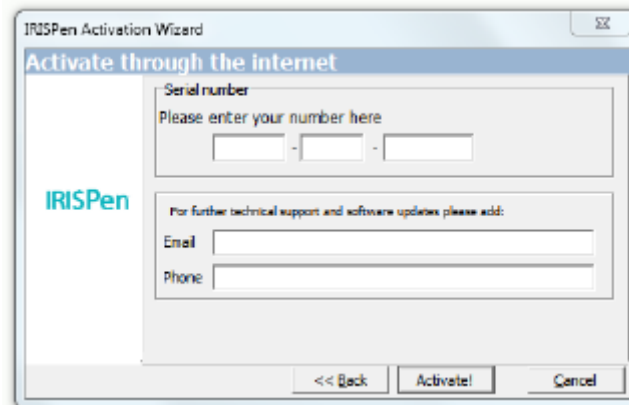 IRISPen Activation Wizard
Activate through the internet
Serial number
Please enter your number here
- -
IRISPen
For further technical support and software updates please add:
Email
Phone
<< Back Activate! Cancel